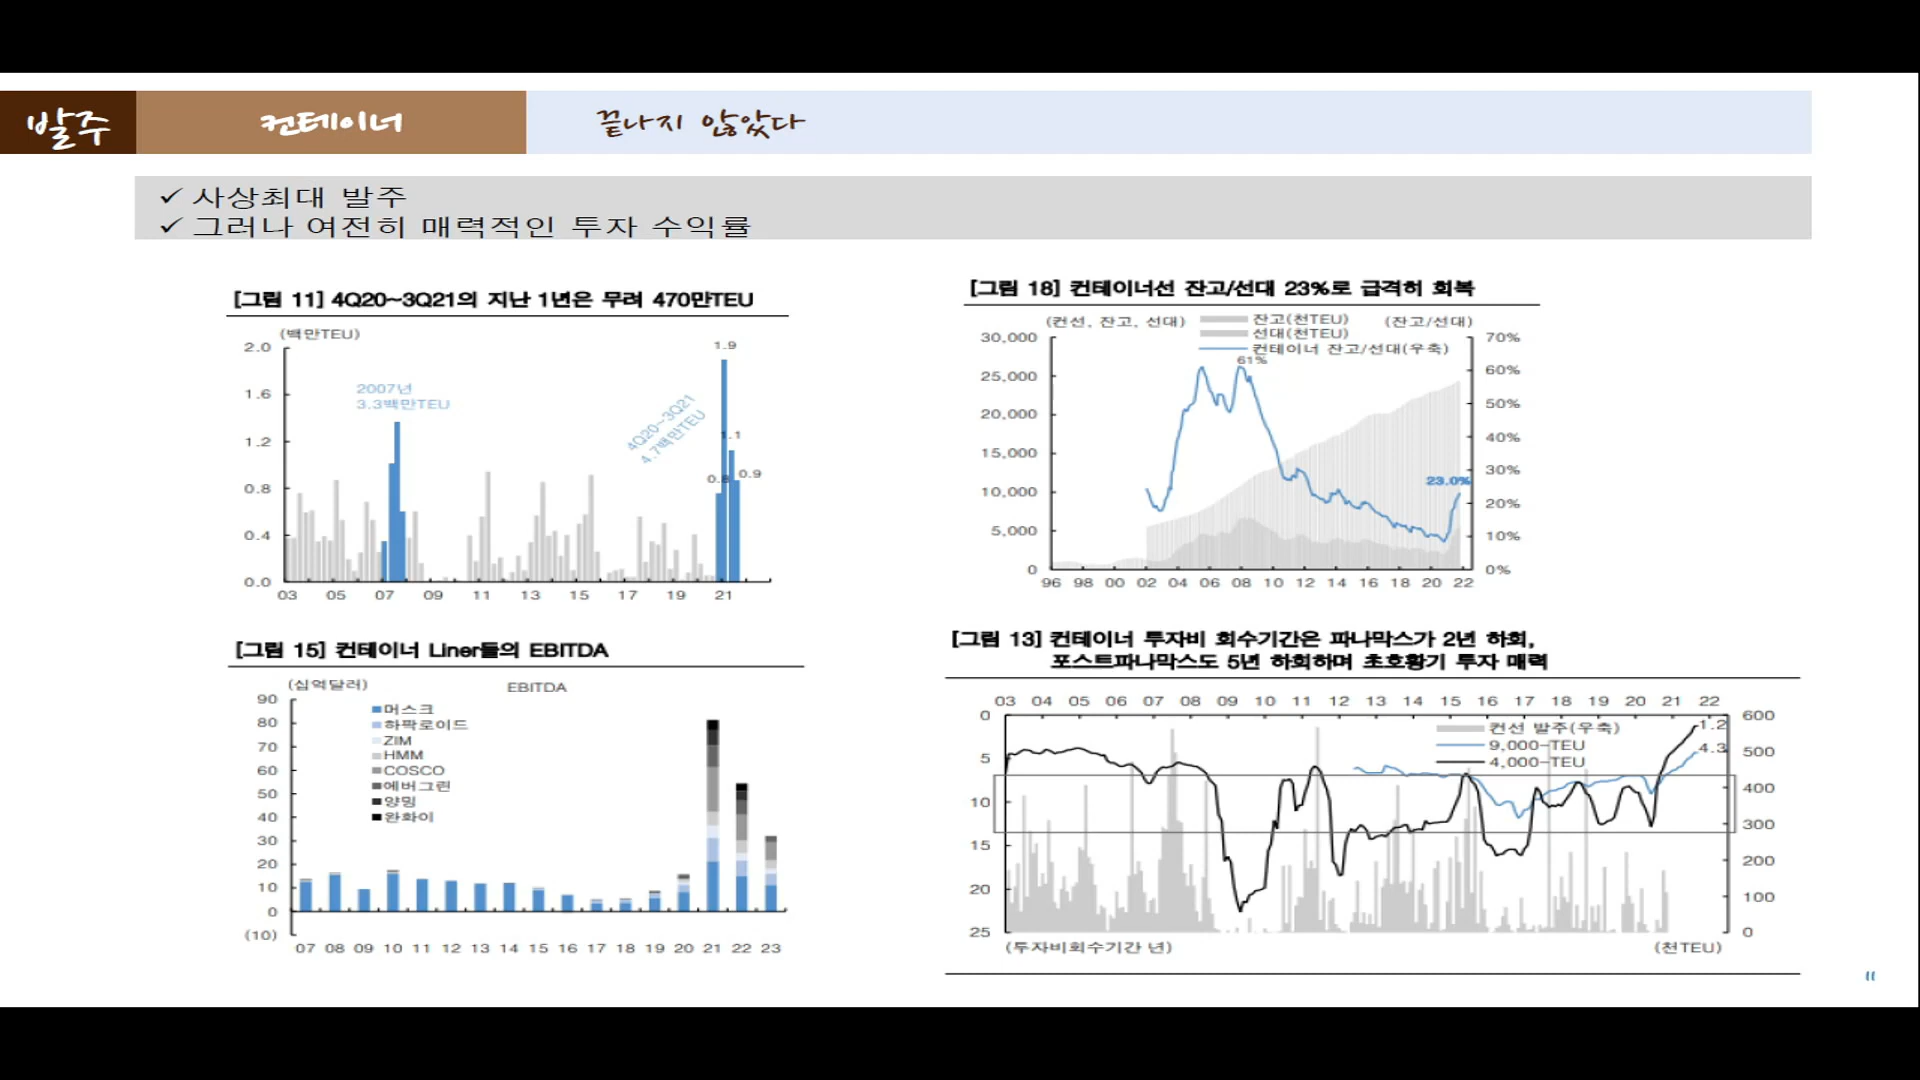 발주
컨테이너
끝나지 않았다
✓ 사상최대 발주
✓ 그러나 여전히 매력적인 투자 수익률
[그림 11] 4Q20~3Q21의 지난 1년은 무려 470만TEU
(백만TEU)
2.0
1.6
1.2
0.8
0.4
0.0
2007년
3.3백만TEU
4Q20~3Q21
4.7백만TEU
1.9
1.1
0.8
0.9
03 05 07 09 11 13 15 17 19 21
[그림 18] 컨테이너선 잔고/선대 23%로 급격히 회복
(컨선, 잔고, 선대)
잔고(천TEU)
선대(천TEU)
컨테이너 잔고/선대(우축)
(잔고/선대)
30,000
25,000
20,000
15,000
10,000
5,000
0
61%
23.0%
70%
60%
50%
40%
30%
20%
10%
0%
96 98 00 02 04 06 08 10 12 14 16 18 20 22
[그림 15] 컨테이너 Liner들의 EBITDA
(십억달러)
EBITDA
90
80
70
60
50
40
30
20
10
0
(10)
머스크
하팍로이드
ZIM
HMM
COSCO
에버그린
양밍
완화이
07 08 09 10 11 12 13 14 15 16 17 18 19 20 21 22 23
[그림 13] 컨테이너 투자비 회수기간은 파나막스가 2년 하회,
포스트파나막스도 5년 하회하며 초호황기 투자 매력
03 04 05 06 07 08 09 10 11 12 13 14 15 16 17 18 19 20 21 22
0
5
10
15
20
25
컨선 발주(우축)
9,000-TEU
4,000-TEU
1.2
4.3
600
500
400
300
200
100
0
(투자비회수기간 년)
(천TEU)